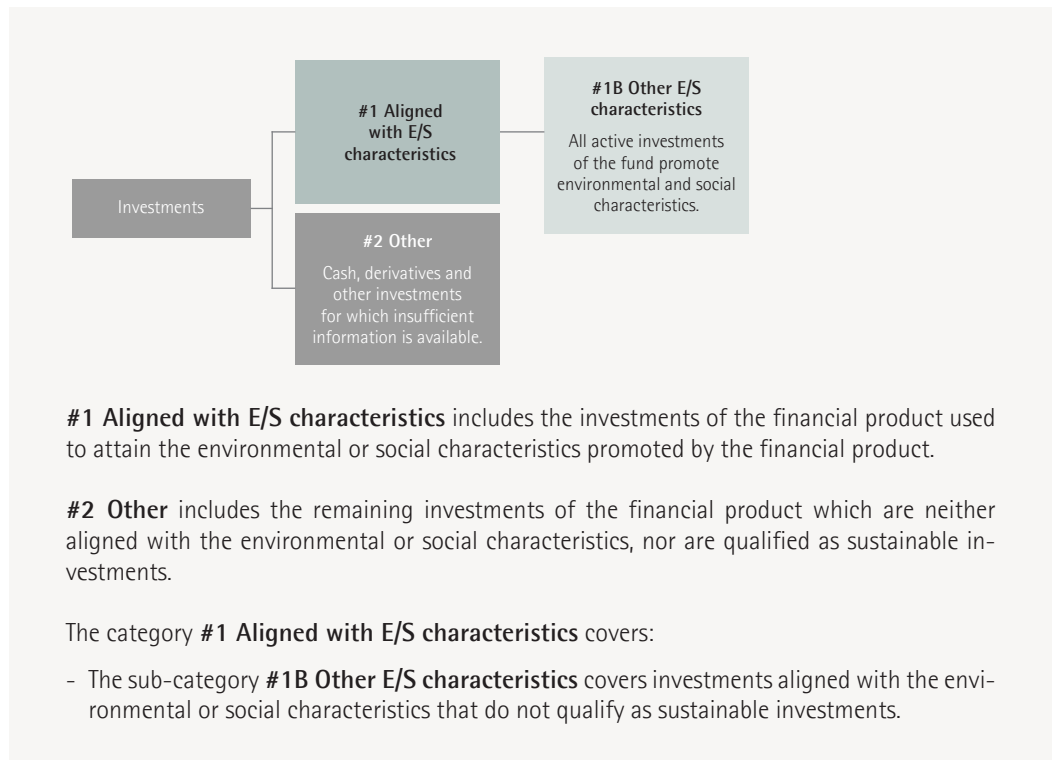 #1 Aligned
with E/S
characteristics
#1B Other E/S
characteristics
All active investments
of the fund promote
environmental and social
characteristics.
Investments
#2 Other
Cash, derivatives and
other investments
for which insufficient
information is available.
#1 Aligned with E/S characteristics includes the investments of the financial product used
to attain the environmental or social characteristics promoted by the financial product.
#2 Other includes the remaining investments of the financial product which are neither
aligned with the environmental or social characteristics, nor are qualified as sustainable in-
vestments.
The category #1 Aligned with E/S characteristics covers:
- The sub-category #1B Other E/S characteristics covers investments aligned with the envi-
ronmental or social characteristics that do not qualify as sustainable investments.